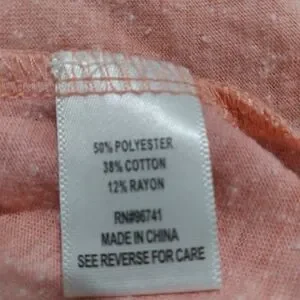 50% POLYESTER
38% COTTON
12% RAYON
RN#96741
MADE IN CHINA
SEE REVERSE FOR CARE